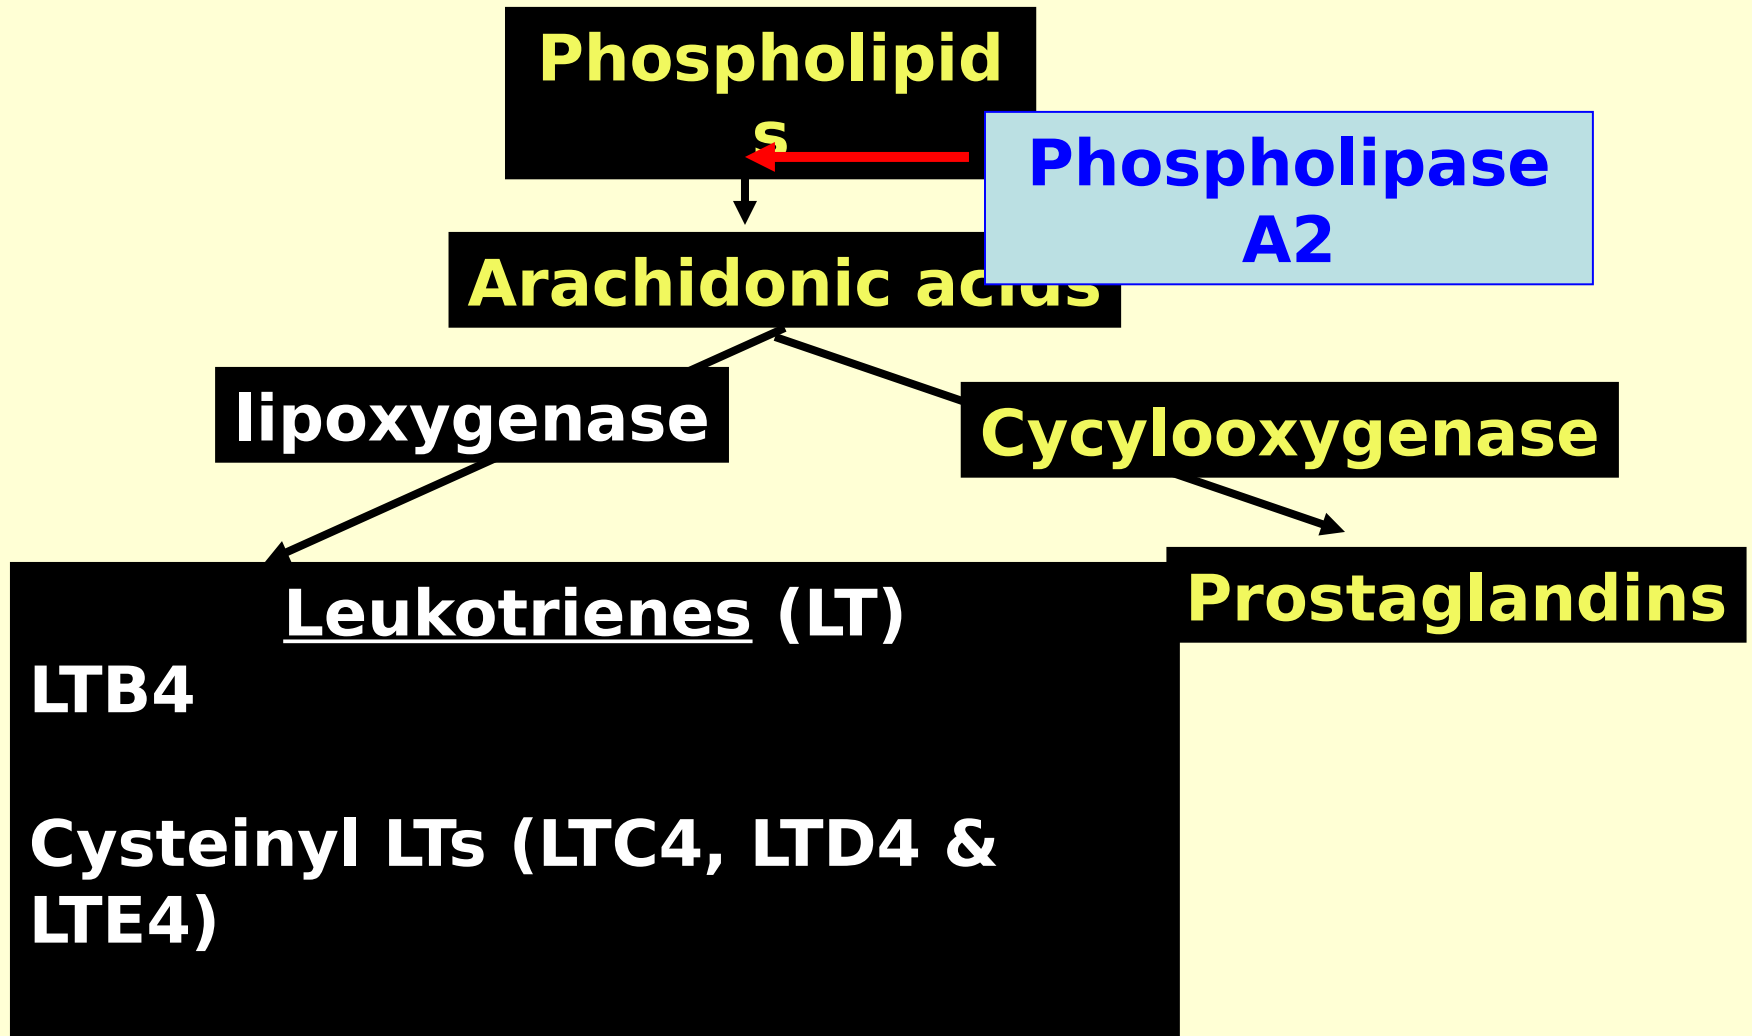 Phospholipid
s
Phospholipase
A2
Arachidonic acids
lipoxygenase
Cycylooxygenase
Leukotrienes (LT)
Prostaglandins
LTB4
Cysteinyl LTs (LTC4, LTD4 &
LTE4)